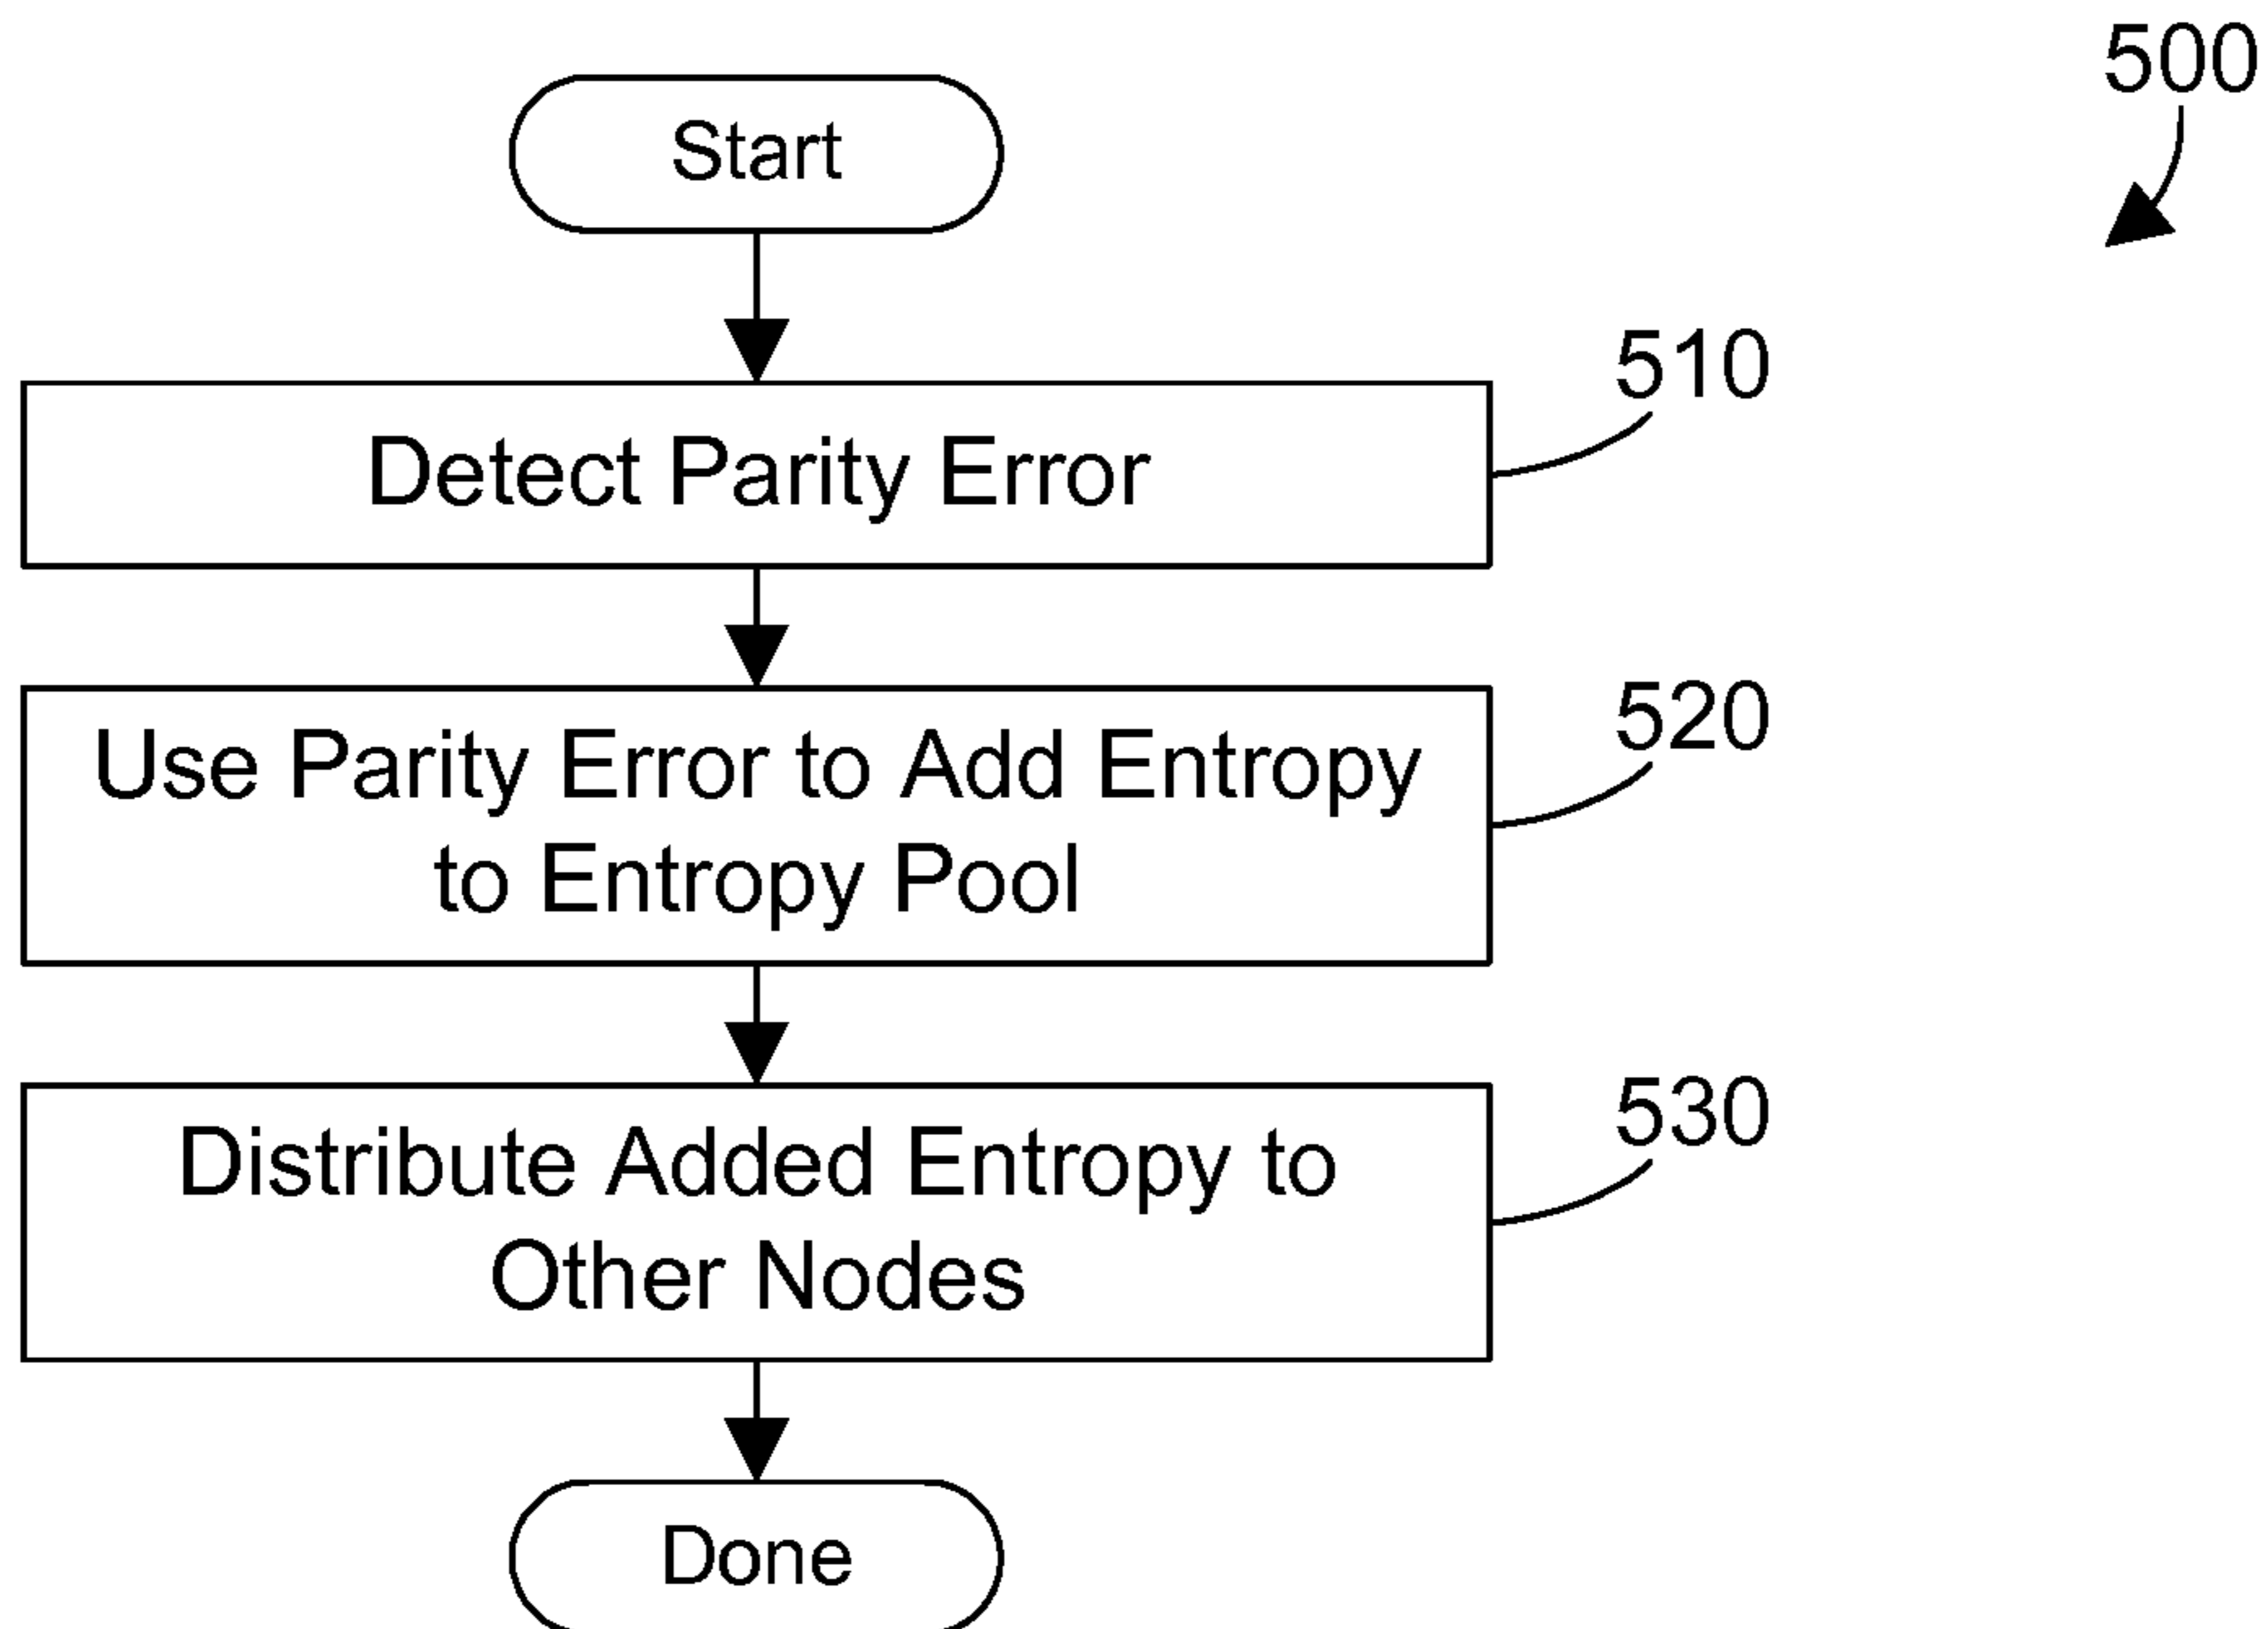 500
Start
510
Detect Parity Error
520
Use Parity Error to Add Entropy
to Entropy Pool
530
Distribute Added Entropy to
Other Nodes
Done